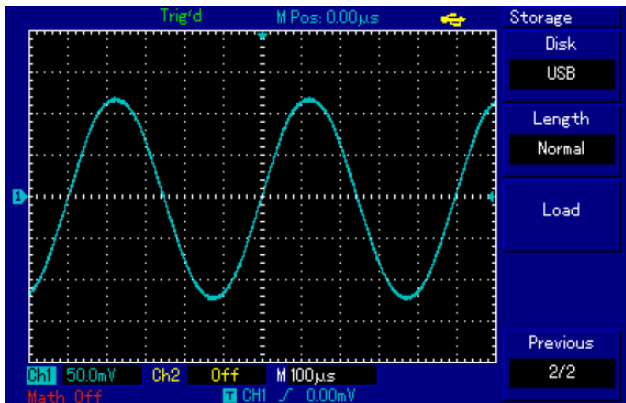 Trig'd M Pos: 0.00μs Storage
Disk
USB
Length
Normal
1
Load
Previous
2/2
Ch1 50.0mV Ch2 Off M 100μs
Math Off T CH1 / 0.00mV